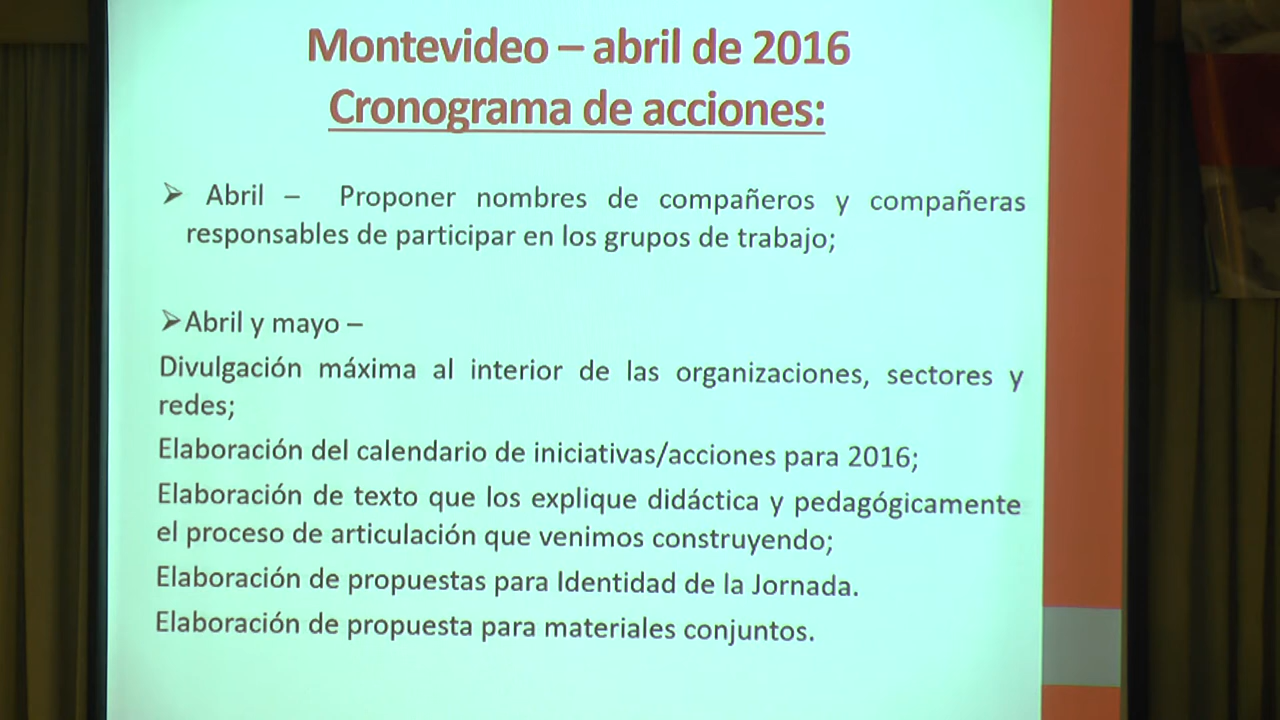 Montevideo – abril de 2016
Cronograma de acciones:
➢ Abril – Proponer nombres de compañeros y compañeras
responsables de participar en los grupos de trabajo;
➢Abril y mayo –
Divulgación máxima al interior de las organizaciones, sectores y
redes;
Elaboración del calendario de iniciativas/acciones para 2016;
Elaboración de texto que los explique didáctica y pedagógicamente
el proceso de articulación que venimos construyendo;
Elaboración de propuestas para Identidad de la Jornada.
Elaboración de propuesta para materiales conjuntos.